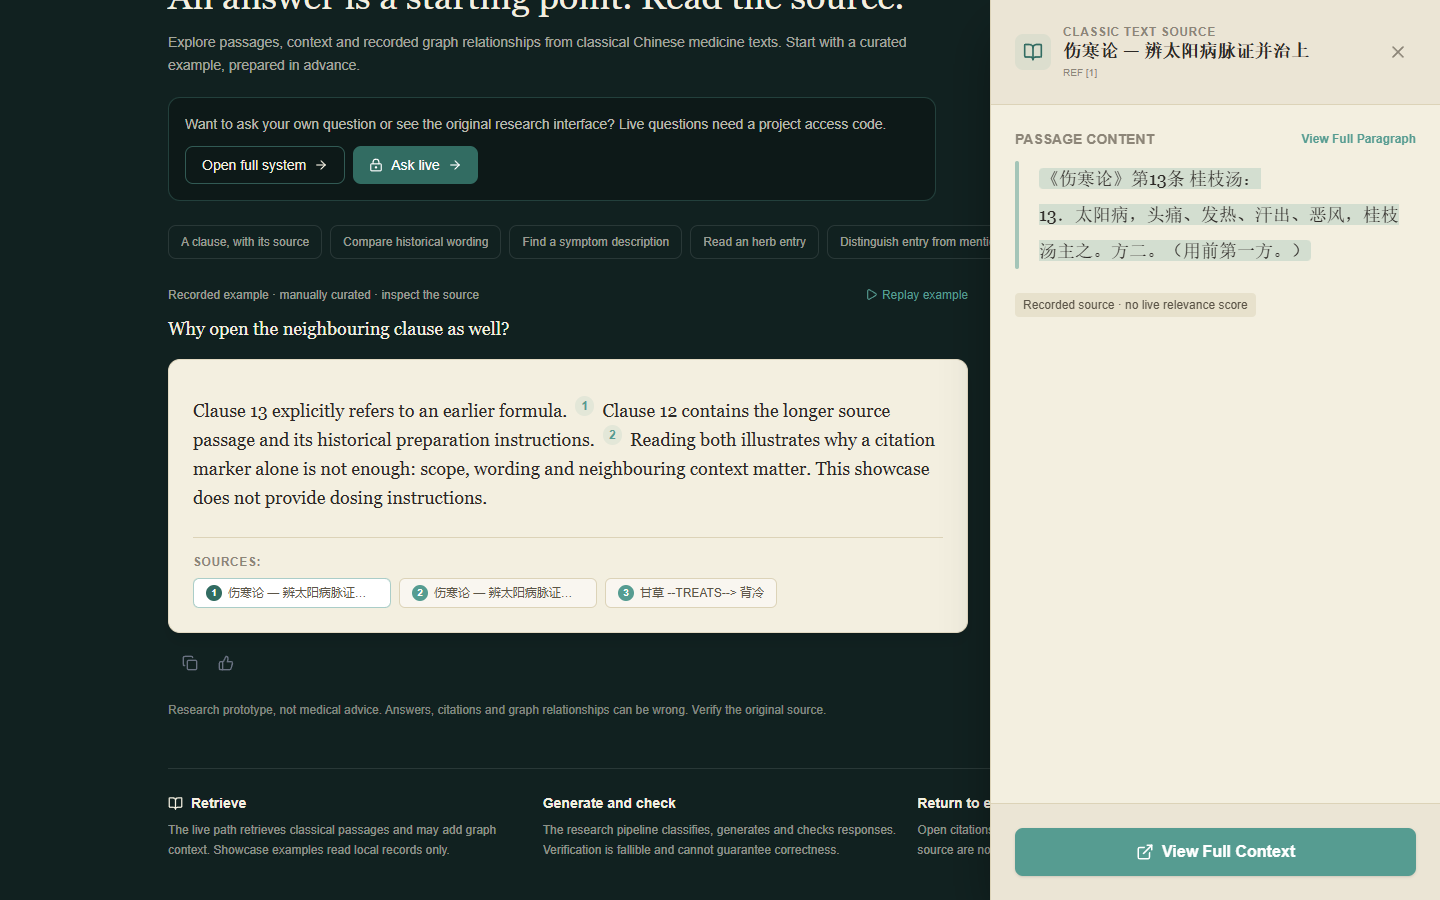 An answer is a starting point. Read the source.
Explore passages, context and recorded graph relationships from classical Chinese medicine texts. Start with a curated
example, prepared in advance.
Want to ask your own question or see the original research interface? Live questions need a project access code.
Open full system
Ask live
A clause, with its source
Compare historical wording
Find a symptom description
Read an herb entry
Distinguish entry from menti
Recorded example · manually curated · inspect the source
Replay example
Why open the neighbouring clause as well?
Clause 13 explicitly refers to an earlier formula. 1 Clause 12 contains the longer source
passage and its historical preparation instructions. 2 Reading both illustrates why a citation
marker alone is not enough: scope, wording and neighbouring context matter. This showcase
does not provide dosing instructions.
SOURCES:
1 伤寒论 — 辨太阳病脉证...
2 伤寒论 — 辨太阳病脉证...
3 甘草 --TREATS--> 背冷
Research prototype, not medical advice. Answers, citations and graph relationships can be wrong. Verify the original source.
Retrieve
The live path retrieves classical passages and may add graph
context. Showcase examples read local records only.
Generate and check
The research pipeline classifies, generates and checks responses.
Verification is fallible and cannot guarantee correctness.
Return to e
Open citations
source are no
CLASSIC TEXT SOURCE
伤寒论 — 辨太阳病脉证并治上
REF [1]
PASSAGE CONTENT
View Full Paragraph
《伤寒论》第13条 桂枝汤：
13．太阳病，头痛、发热、汗出、恶风，桂枝
汤主之。方二。（用前第一方。）
Recorded source · no live relevance score
View Full Context